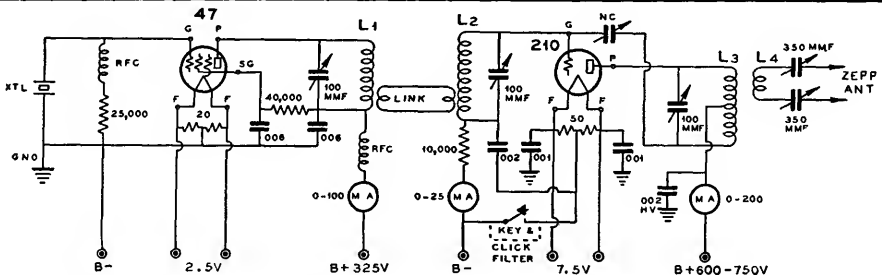 47
G P
RFC
XTL
25,000
GND
SG
F F
20
40,000
006
006
100
MMF
L1
RFC
0-100 MA
LINK
L2
100
MMF
10,000
0-25 MA
002
001
210
G P
NC
F F
50
.01
KEY &
CLICK
FILTER
100
MMF
L3
L4
350 MMF
350
MMF
ZEPP
ANT
002
HV
MA 0-200
B-
2.5V
B+325V
B-
7.5V
B+600-750V